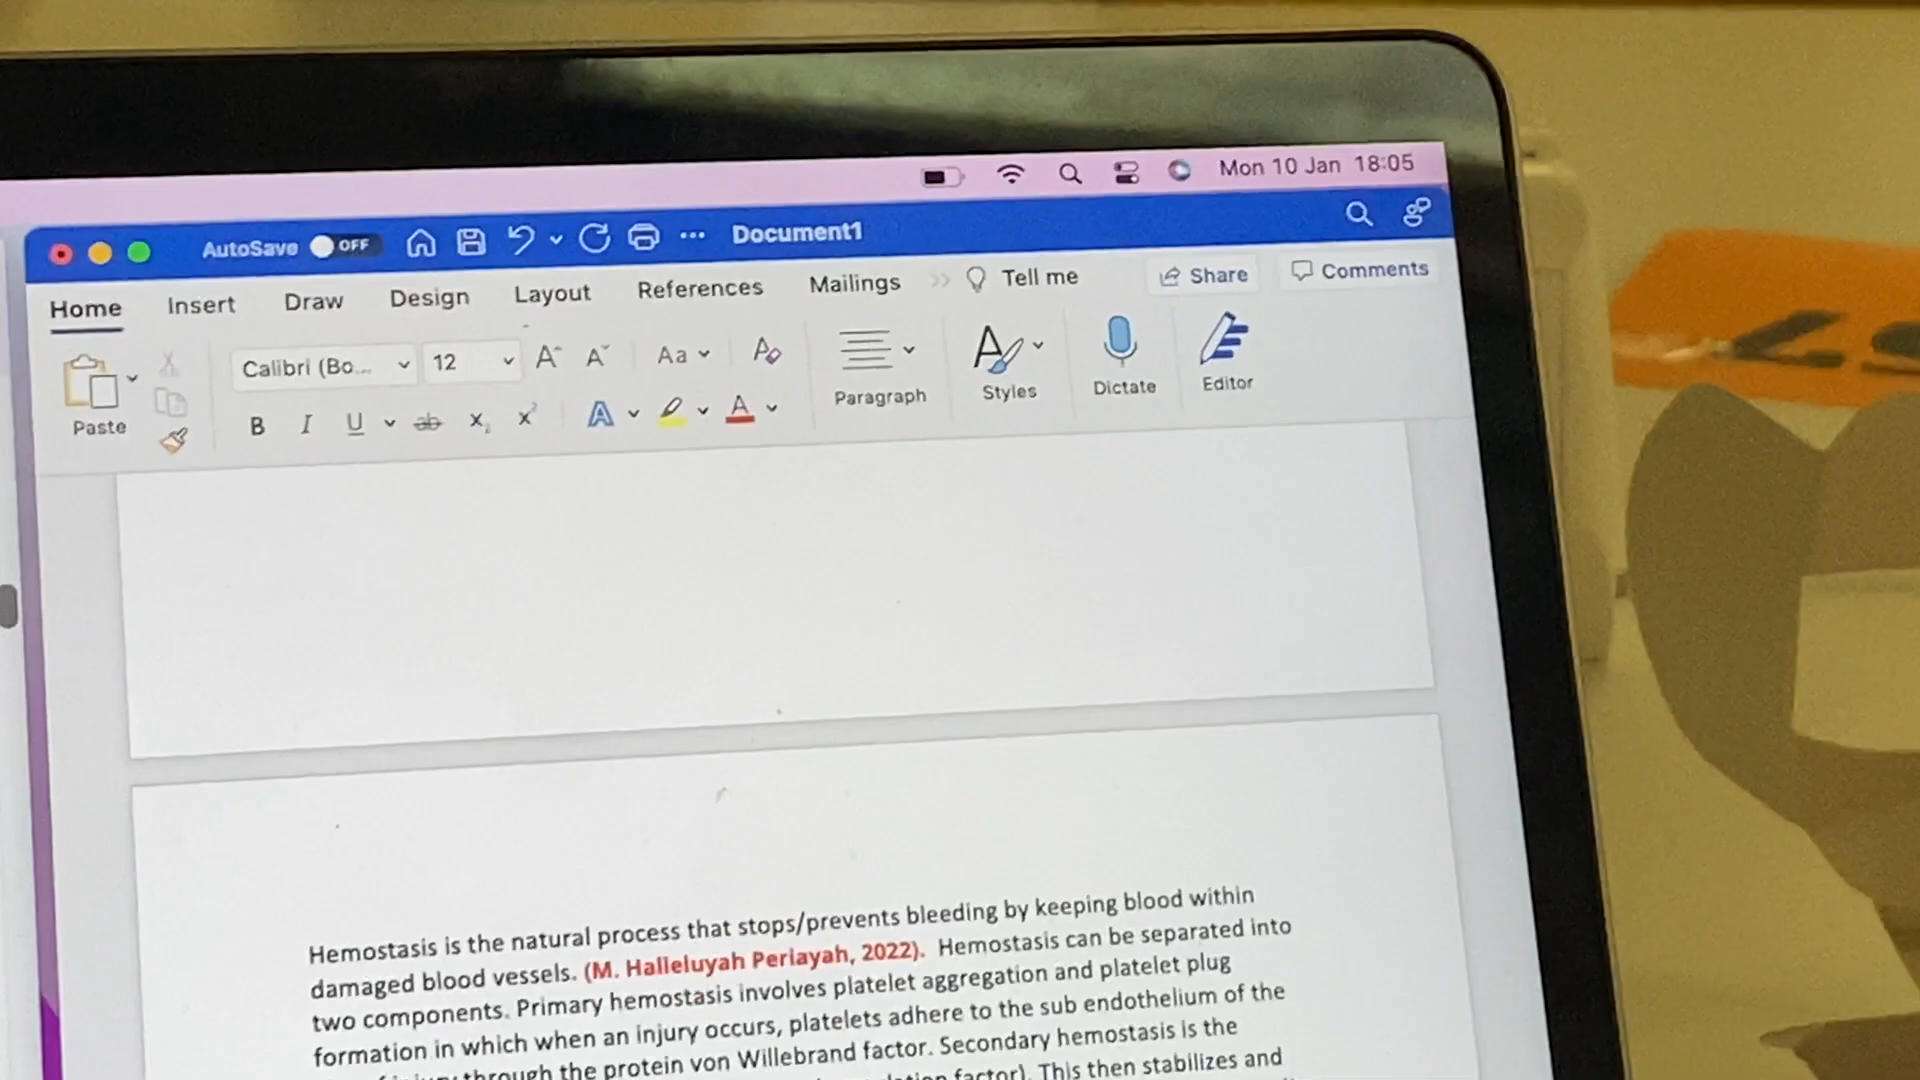 Mon 10 Jan 18:05
AutoSave OFF Document1
Home Insert Draw Design Layout References Mailings Tell me Share Comments
Calibri (Bo... 12 Aa
Paste B I U ab x x A A Paragraph Styles Dictate Editor
Hemostasis is the natural process that stops/prevents bleeding by keeping blood within
damaged blood vessels. (M. Halleluyah Periayah, 2022). Hemostasis can be separated into
two components. Primary hemostasis involves platelet aggregation and platelet plug
formation in which when an injury occurs, platelets adhere to the sub endothelium of the
through the protein von Willebrand factor. Secondary hemostasis is the
factor). This then stabilizes and